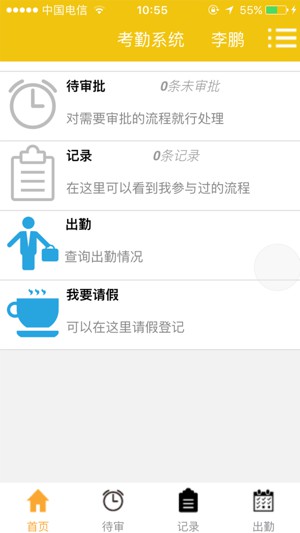 中国电信 10:55 55%
考勤系统 李鹏
待审批 0条未审批
对需要审批的流程就行处理
记录 0条记录
在这里可以看到我参与过的流程
出勤
查询出勤情况
我要请假
可以在这里请假登记
首页 待审 记录 出勤